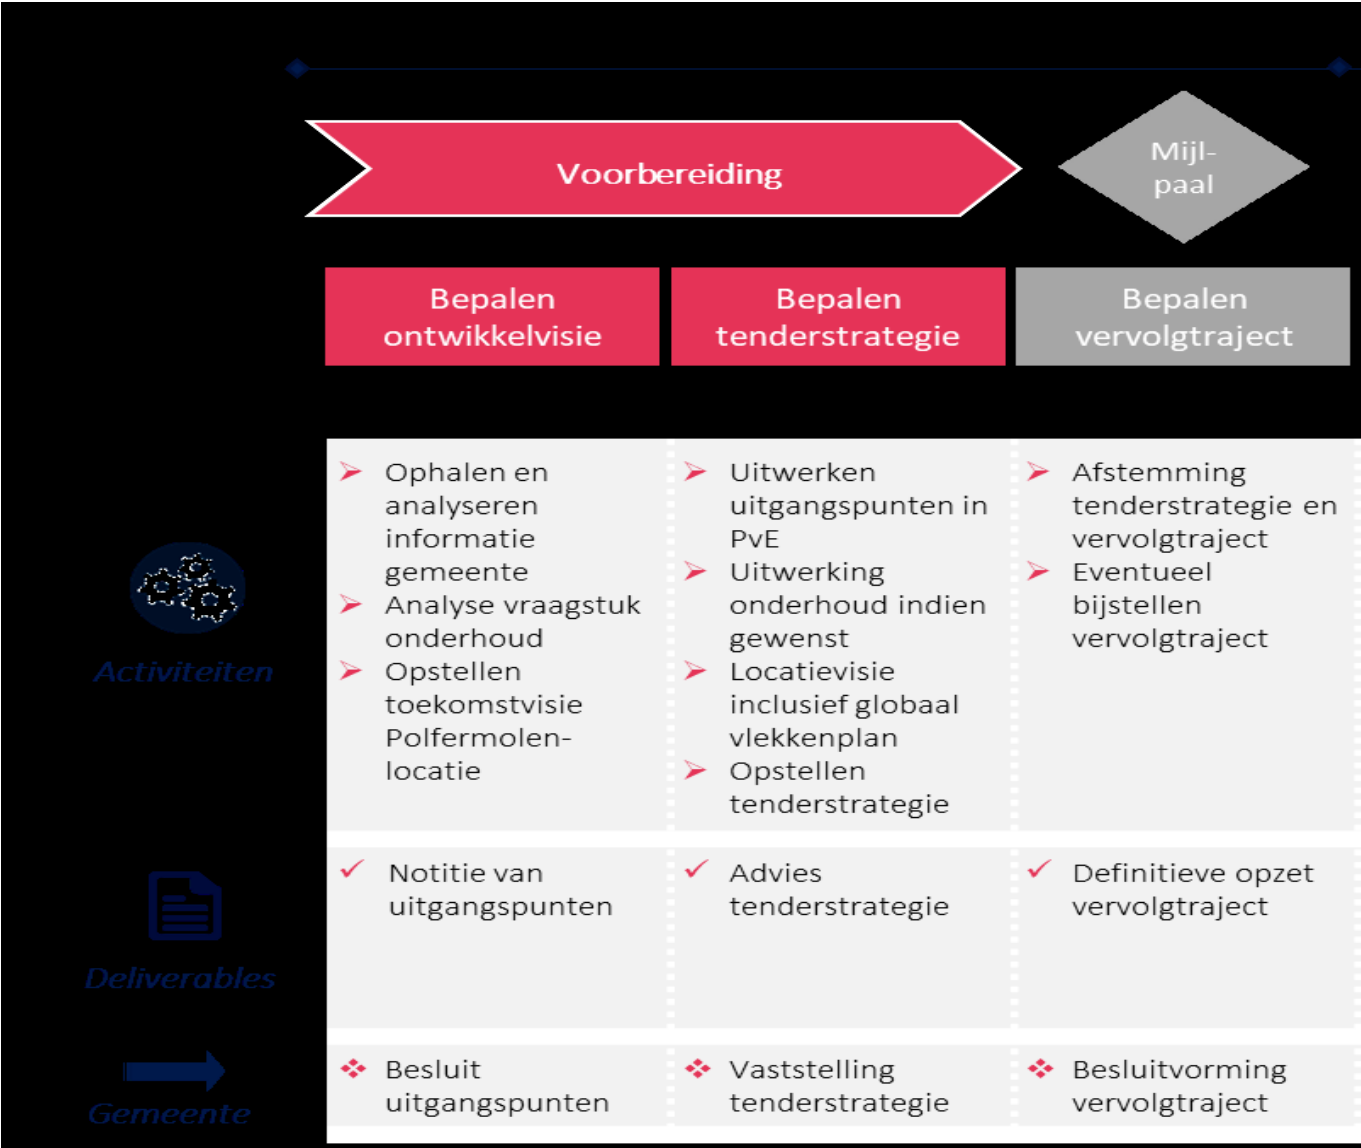 Voorbereiding
Mijl-
paal
Bepalen
ontwikkelvisie
Bepalen
tenderstrategie
Bepalen
vervolgtraject
Activiteiten
Ophalen en
analyseren
informatie
gemeente
Analyse vraagstuk
onderhoud
Opstellen
toekomstvisie
Polfermolen-
locatie
Uitwerken
uitgangspunten in
PvE
Uitwerking
onderhoud indien
gewenst
Locatievisie
inclusief globaal
vlekkenplan
Opstellen
tenderstrategie
Afstemming
tenderstrategie en
vervolgtraject
Eventueel
bijstellen
vervolgtraject
Deliverables
Notitie van
uitgangspunten
Advies
tenderstrategie
Definitieve opzet
vervolgtraject
Gemeente
Besluit
uitgangspunten
Vaststelling
tenderstrategie
Besluitvorming
vervolgtraject